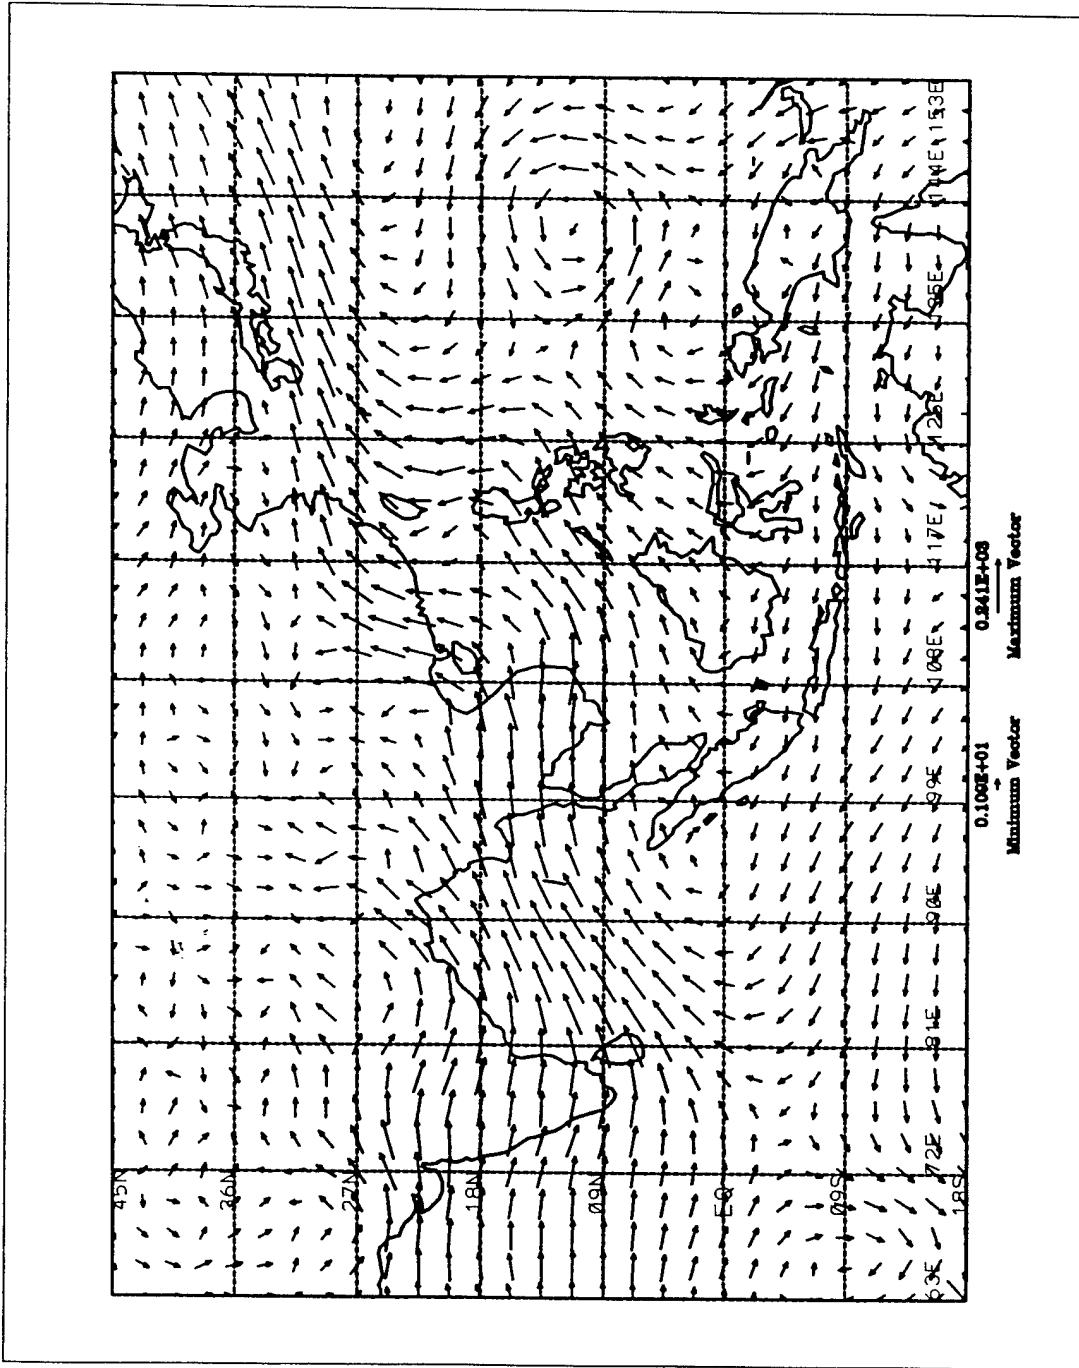 45N
36N
27N
18N
09N
EQ
09S
18S
63E
72E
81E
90E
99E
108E
117E
126E
135E
144E
153E
0.100E+01
Minimum Vector
0.241E+03
Maximum Vector